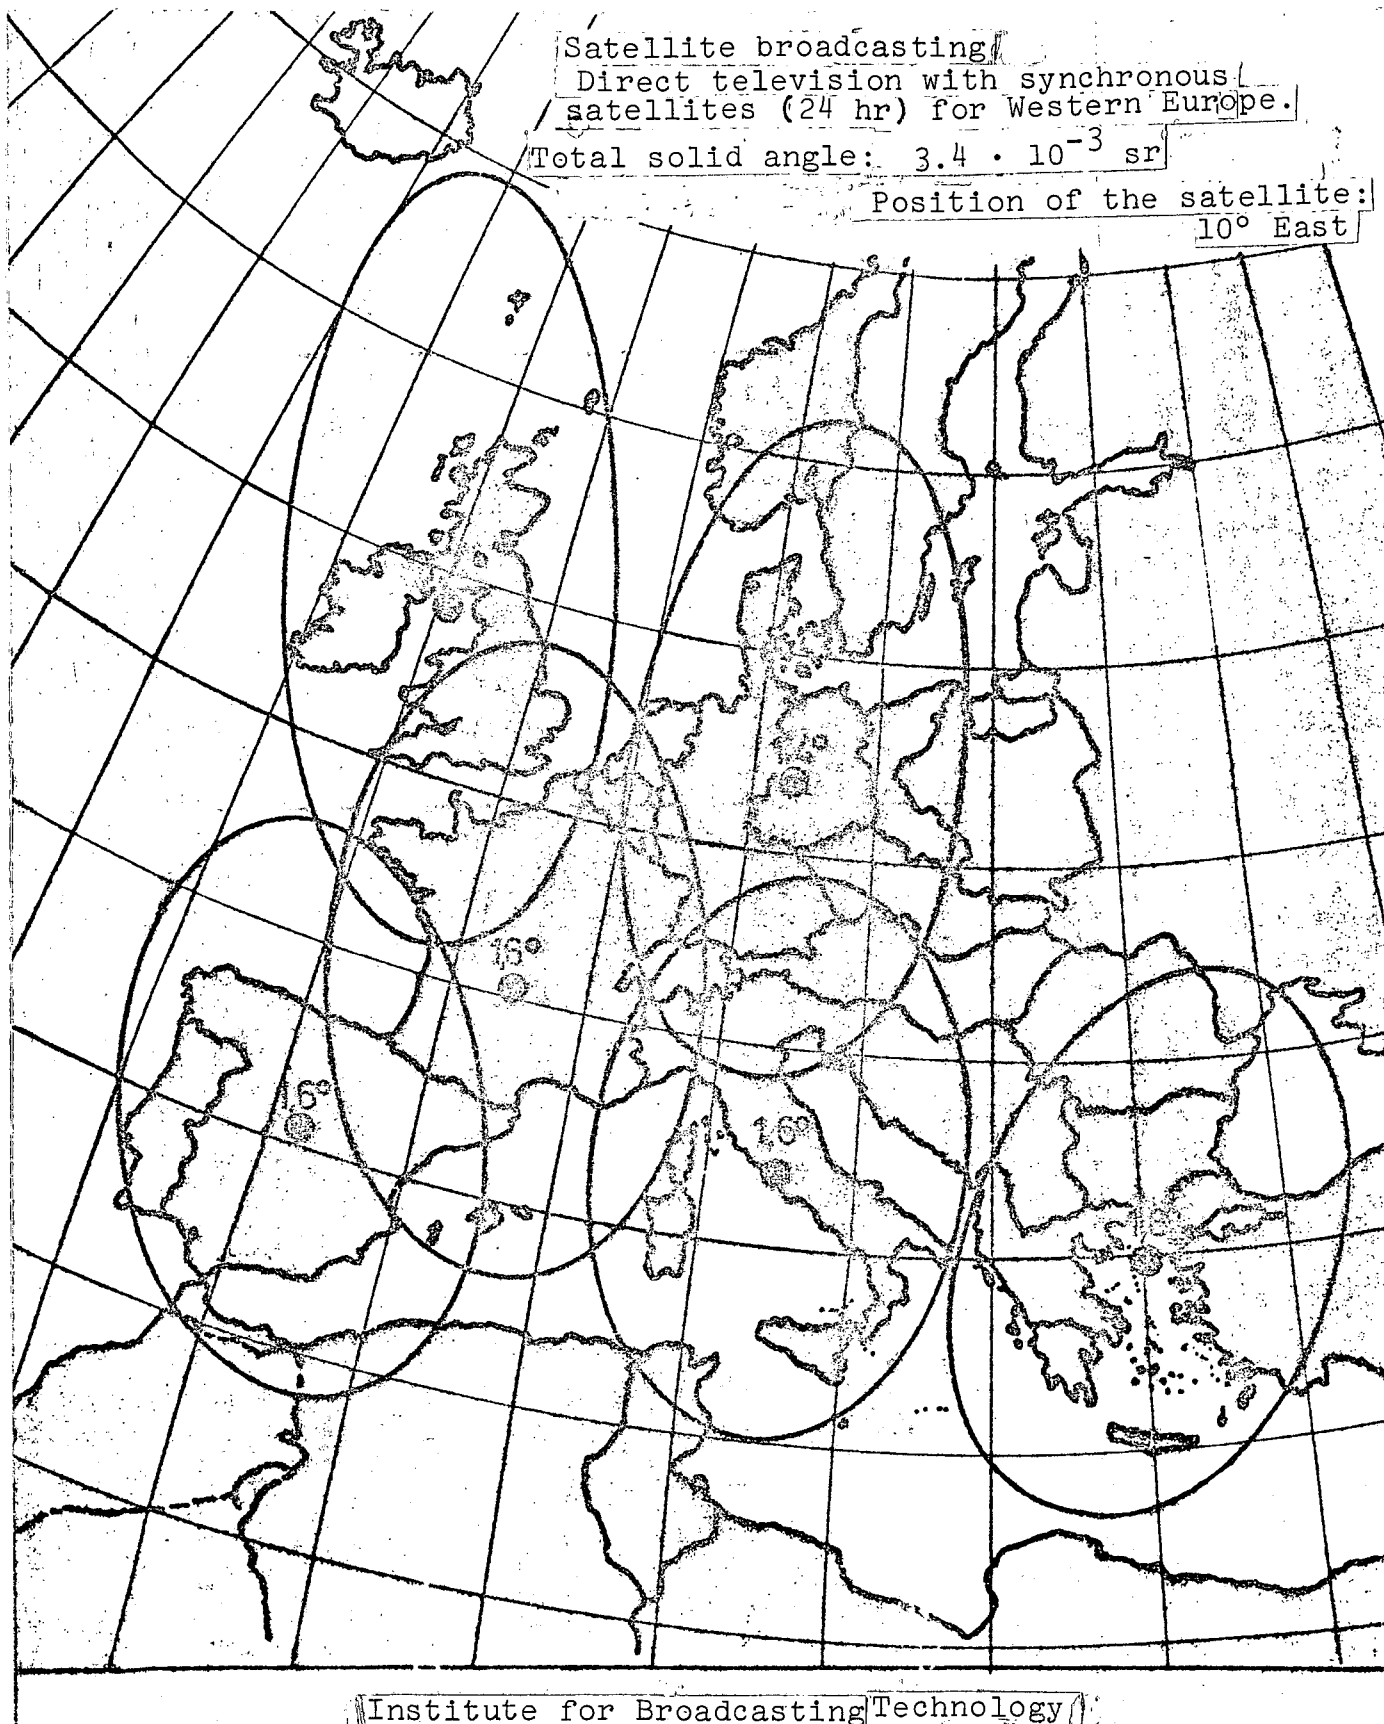 Satellite broadcasting
Direct television with synchronous
satellites (24 hr) for Western Europe.
Total solid angle: 3.4 · 10⁻³ sr
Position of the satellite:
10° East
16°
16°
16°
Institute for Broadcasting Technology